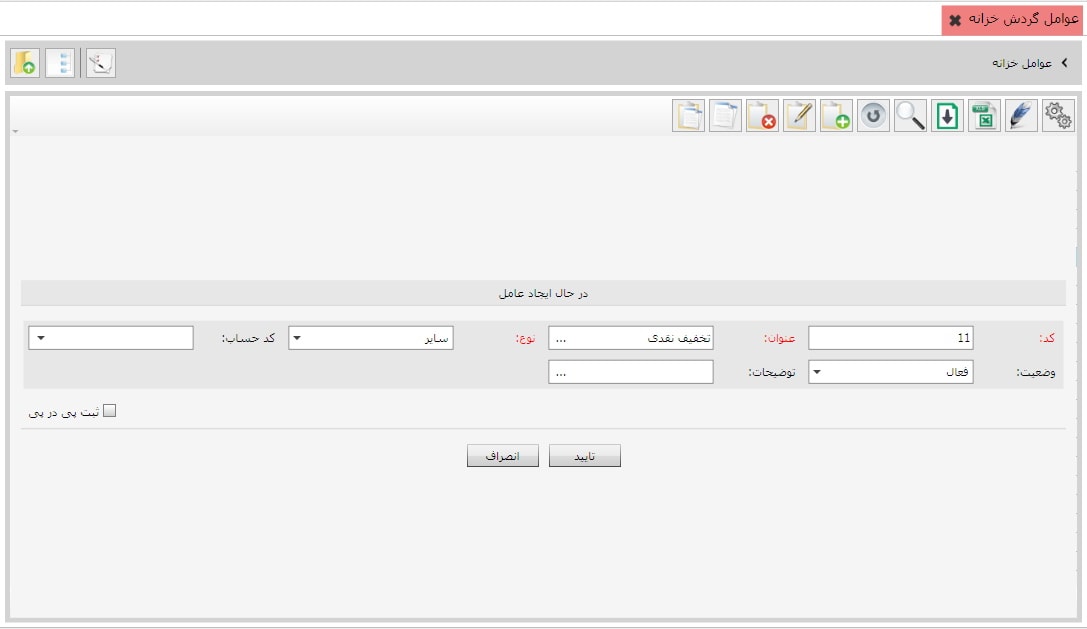 عوامل گردش خزانه
عوامل خزانه
در حال ایجاد عامل
کد: 11 عنوان: تخفیف نقدی ... نوع: سایر کد حساب:
وضعیت: فعال توضیحات: ...
ثبت پی در پی
تایید انصراف